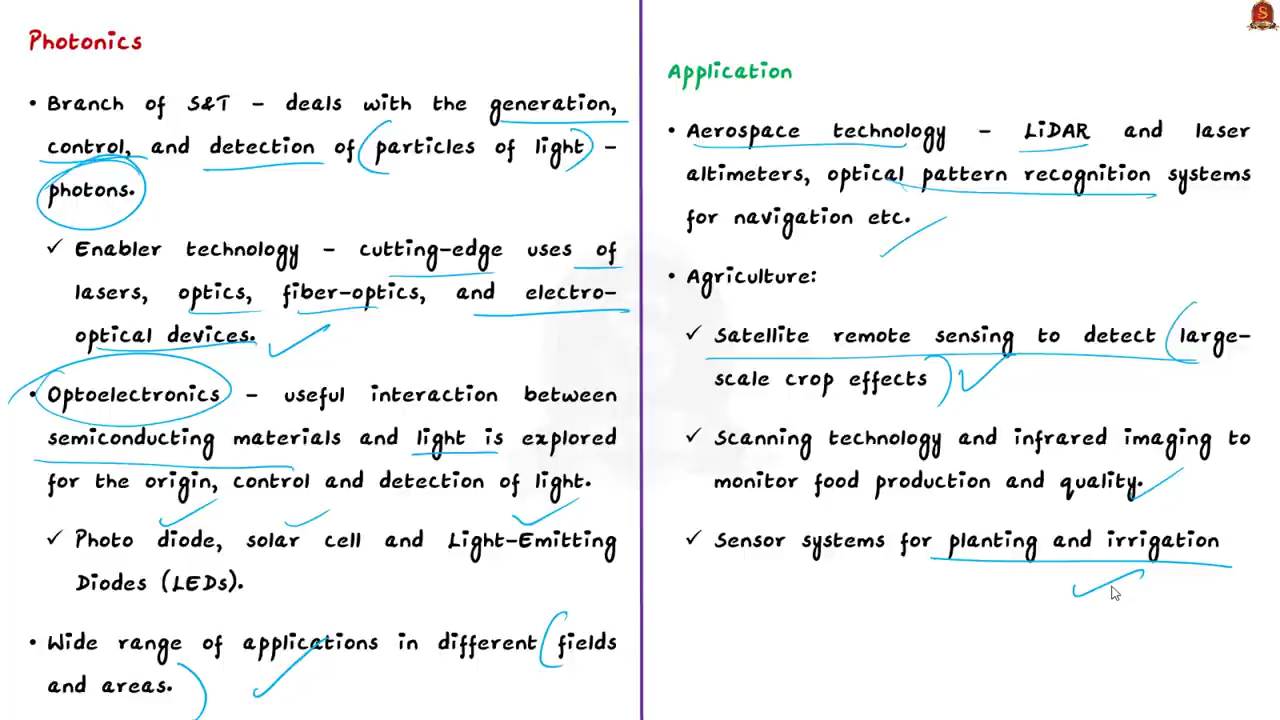 Photonics
• Branch of S&T – deals with the generation,
control, and detection of particles of light –
photons.
✓ Enabler technology – cutting-edge uses of
lasers, optics, fiber-optics, and electro-
optical devices.
• Optoelectronics – useful interaction between
semiconducting materials and light is explored
for the origin, control and detection of light.
✓ Photo diode, solar cell and Light-Emitting
Diodes (LEDs).
• Wide range of applications in different fields
and areas.
Application
• Aerospace technology – LiDAR and laser
altimeters, optical pattern recognition systems
for navigation etc.
• Agriculture:
✓ Satellite remote sensing to detect large-
scale crop effects
✓ Scanning technology and infrared imaging to
monitor food production and quality.
✓ Sensor systems for planting and irrigation
S